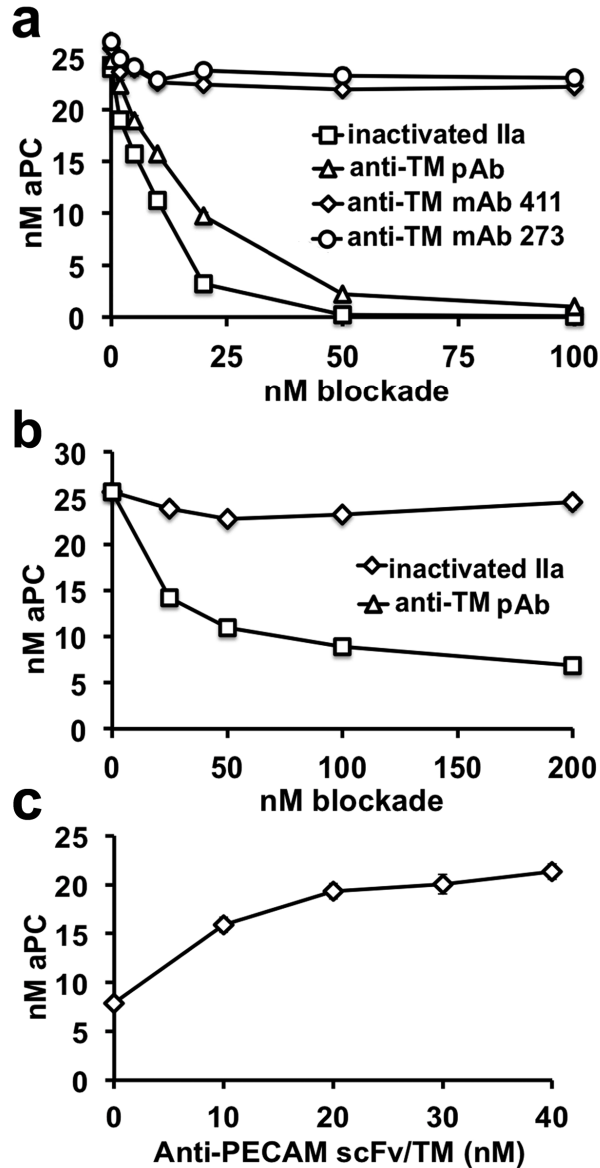 a
25
20
15
10
5
0
nM aPC
inactivated IIa
anti-TM pAb
anti-TM mAb 411
anti-TM mAb 273
0 25 50 75 100
nM blockade
b
30
25
20
15
10
5
0
nM aPC
inactivated IIa
anti-TM pAb
0 50 100 150 200
nM blockade
c
25
20
15
10
5
0
nM aPC
0 10 20 30 40
Anti-PECAM scFv/TM (nM)